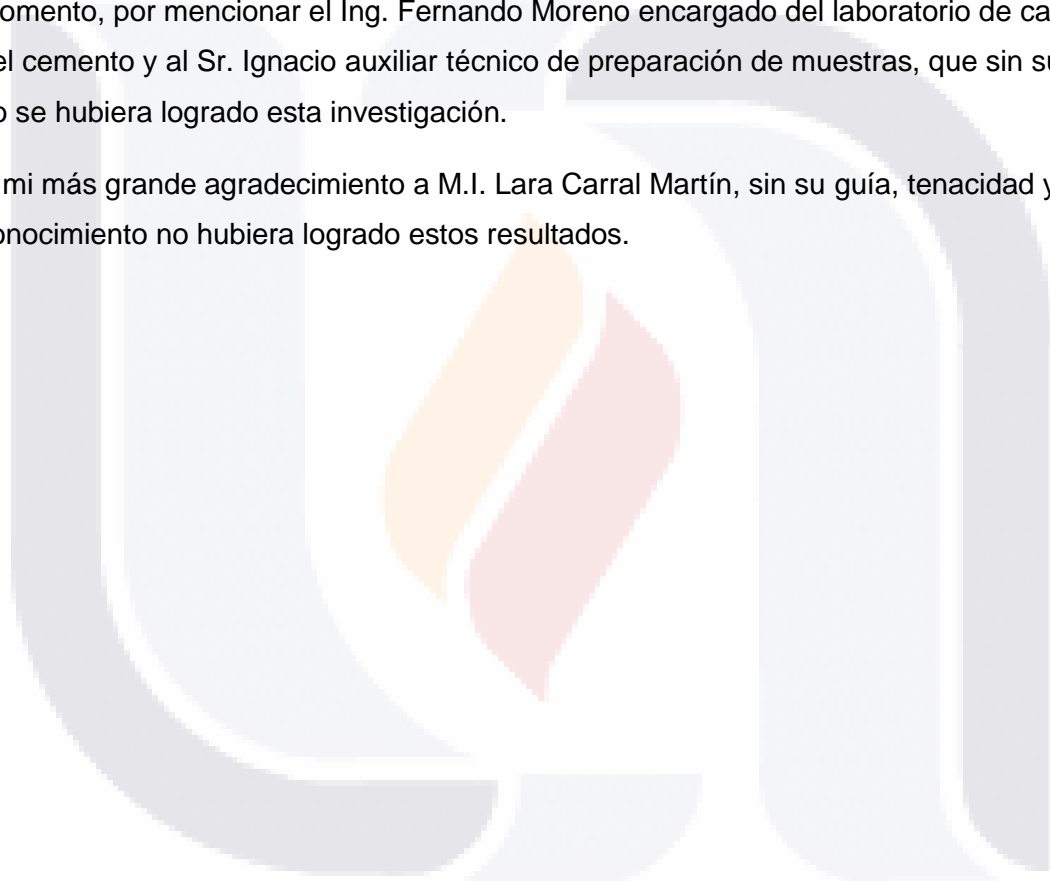 omento, por mencionar el Ing. Fernando Moreno encargado del laboratorio de ca
el cemento y al Sr. Ignacio auxiliar técnico de preparación de muestras, que sin su
o se hubiera logrado esta investigación.
mi más grande agradecimiento a M.I. Lara Carral Martín, sin su guía, tenacidad y
onocimiento no hubiera logrado estos resultados.